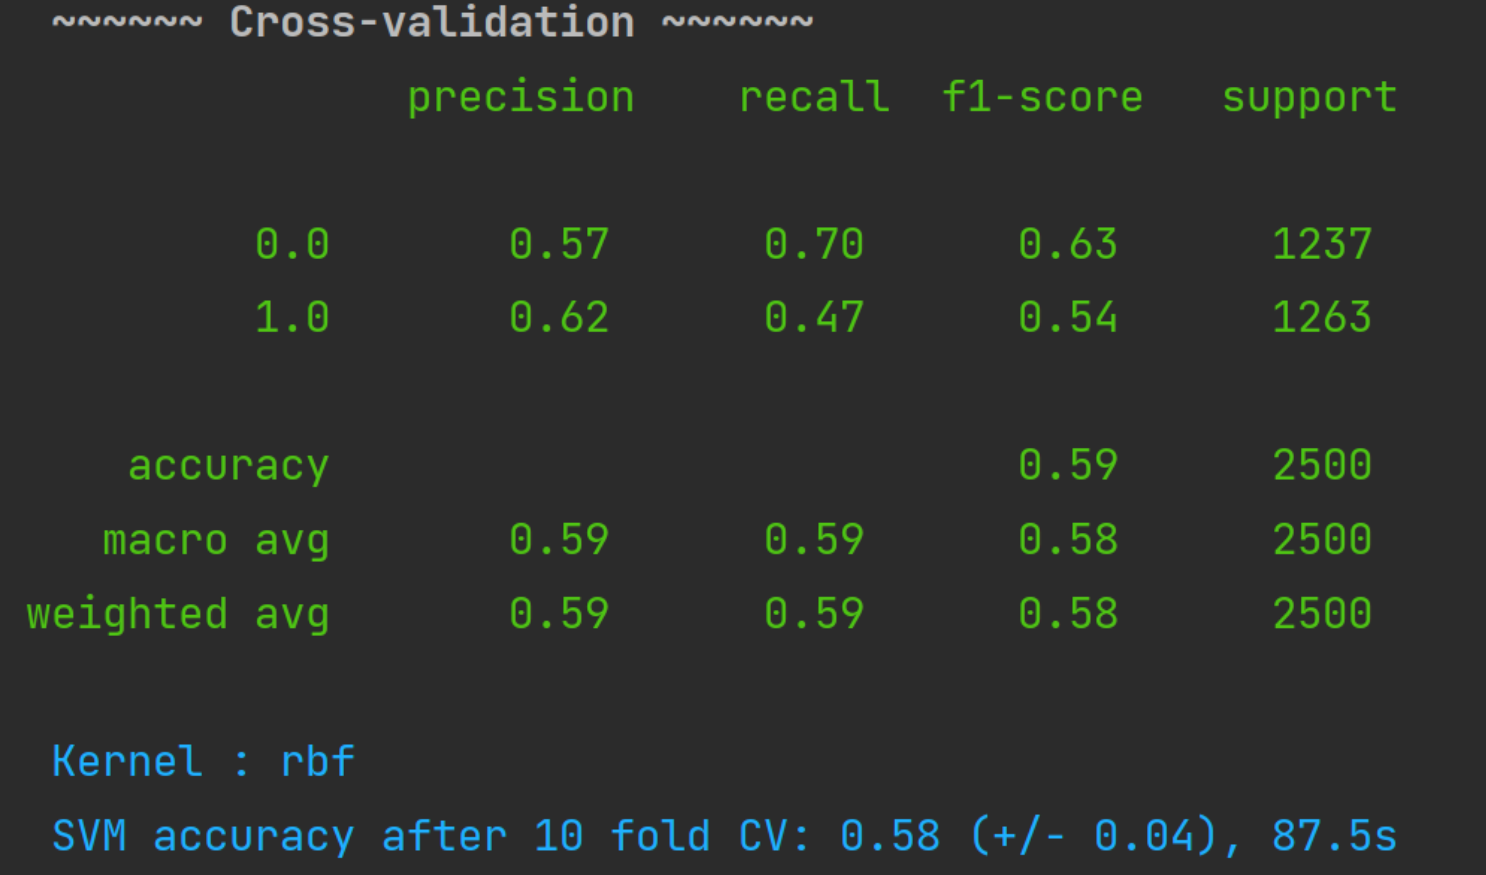 ~~~~~~ Cross-validation ~~~~~~
precision recall f1-score support
0.0 0.57 0.70 0.63 1237
1.0 0.62 0.47 0.54 1263
accuracy 0.59 2500
macro avg 0.59 0.59 0.58 2500
weighted avg 0.59 0.59 0.58 2500
Kernel : rbf
SVM accuracy after 10 fold CV: 0.58 (+/- 0.04), 87.5s